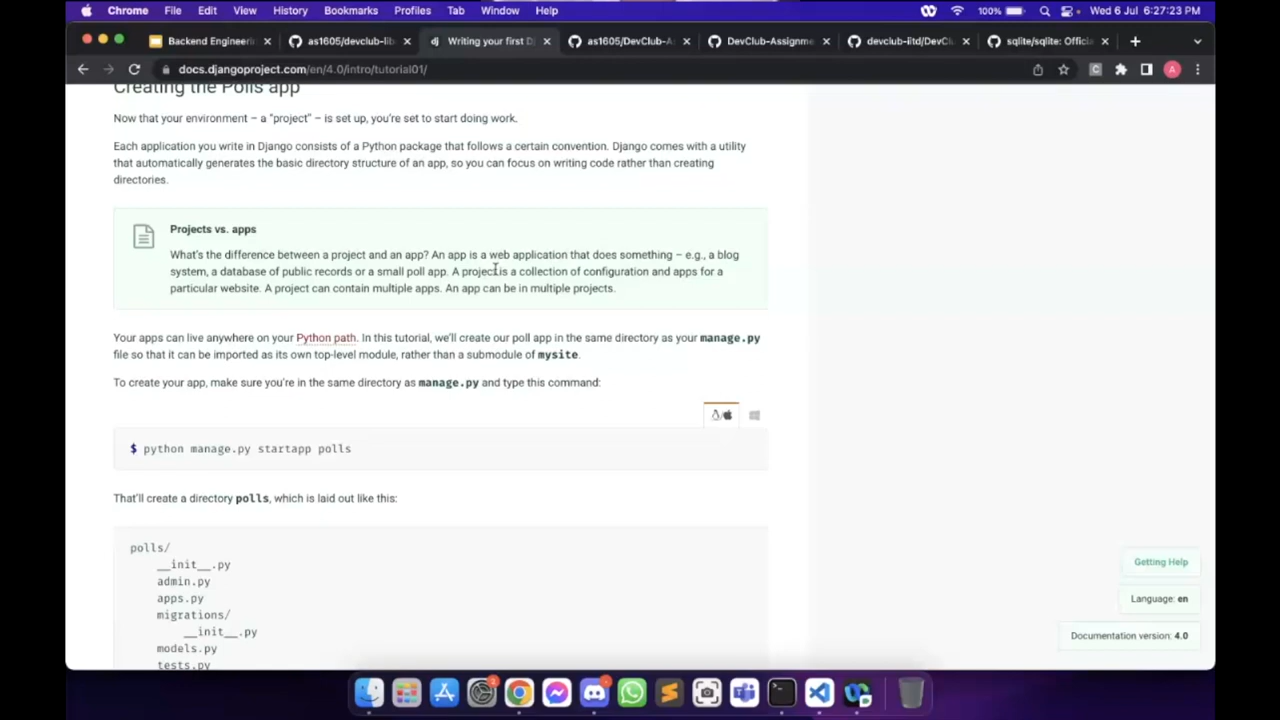 Chrome File Edit View History Bookmarks Profiles Tab Window Help 100% Wed 6 Jul 6:27:23 PM
Backend Engineeri as1605/devclub-lib Writing your first D as1605/DevClub-A DevClub-Assignme devclub-iitd/DevCl sqlite/sqlite: Offici
docs.djangoproject.com/en/4.0/intro/tutorial01/
Creating the Polls app
Now that your environment – a “project” – is set up, you’re set to start doing work.
Each application you write in Django consists of a Python package that follows a certain convention. Django comes with a utility
that automatically generates the basic directory structure of an app, so you can focus on writing code rather than creating
directories.
Projects vs. apps
What’s the difference between a project and an app? An app is a web application that does something – e.g., a blog
system, a database of public records or a small poll app. A project is a collection of configuration and apps for a
particular website. A project can contain multiple apps. An app can be in multiple projects.
Your apps can live anywhere on your Python path. In this tutorial, we’ll create our poll app in the same directory as your manage.py
file so that it can be imported as its own top-level module, rather than a submodule of mysite.
To create your app, make sure you’re in the same directory as manage.py and type this command:
$ python manage.py startapp polls
That’ll create a directory polls, which is laid out like this:
polls/
__init__.py
admin.py
apps.py
migrations/
__init__.py
models.py
tests.py
Getting Help
Language: en
Documentation version: 4.0